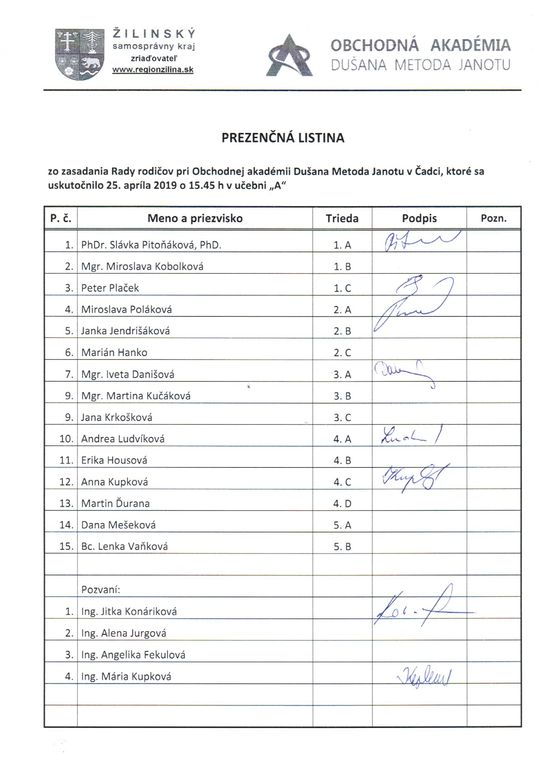 ŽILINSKÝ
samosprávny kraj
zriaďovateľ
www.regionzilina.sk
OBCHODNÁ AKADÉMIA
DUŠANA METODA JANOTU
PREZENČNÁ LISTINA
zo zasadania Rady rodičov pri Obchodnej akadémii Dušana Metoda Janotu v Čadci, ktoré sa
uskutočnilo 25. apríla 2019 o 15.45 h v učebni „A“
P. č. Meno a priezvisko Trieda Podpis Pozn.
1. PhDr. Slávka Pitoňáková, PhD. 1. A
2. Mgr. Miroslava Kobolková 1. B
3. Peter Plaček 1. C
4. Miroslava Poláková 2. A
5. Janka Jendrišáková 2. B
6. Marián Hanko 2. C
7. Mgr. Iveta Danišová 3. A
9. Mgr. Martina Kučáková 3. B
9. Jana Krkošková 3. C
10. Andrea Ludvíková 4. A
11. Erika Housová 4. B
12. Anna Kupková 4. C
13. Martin Ďurana 4. D
14. Dana Mešeková 5. A
15. Bc. Lenka Vaňková 5. B
Pozvaní:
1. Ing. Jitka Konáriková
2. Ing. Alena Jurgová
3. Ing. Angelika Fekulová
4. Ing. Mária Kupková